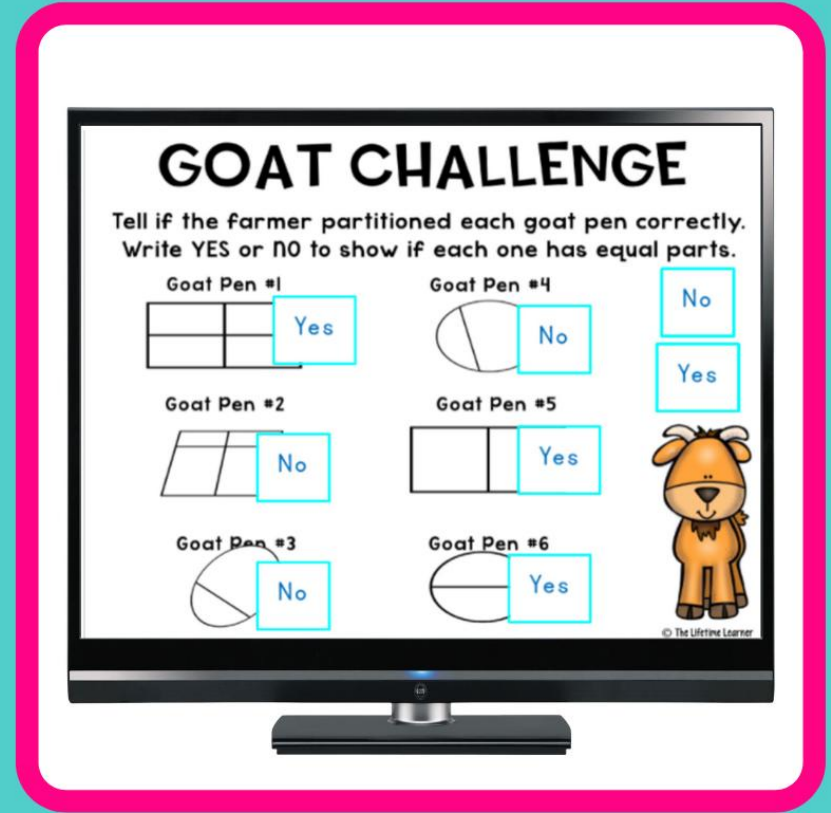 GOAT CHALLENGE
Tell if the farmer partitioned each goat pen correctly.
Write YES or NO to show if each one has equal parts.
Goat Pen #1
Yes
Goat Pen #2
No
Goat Pen #3
No
Goat Pen #4
No
Goat Pen #5
Yes
Goat Pen #6
Yes
No
Yes
© The Lifetime Learner